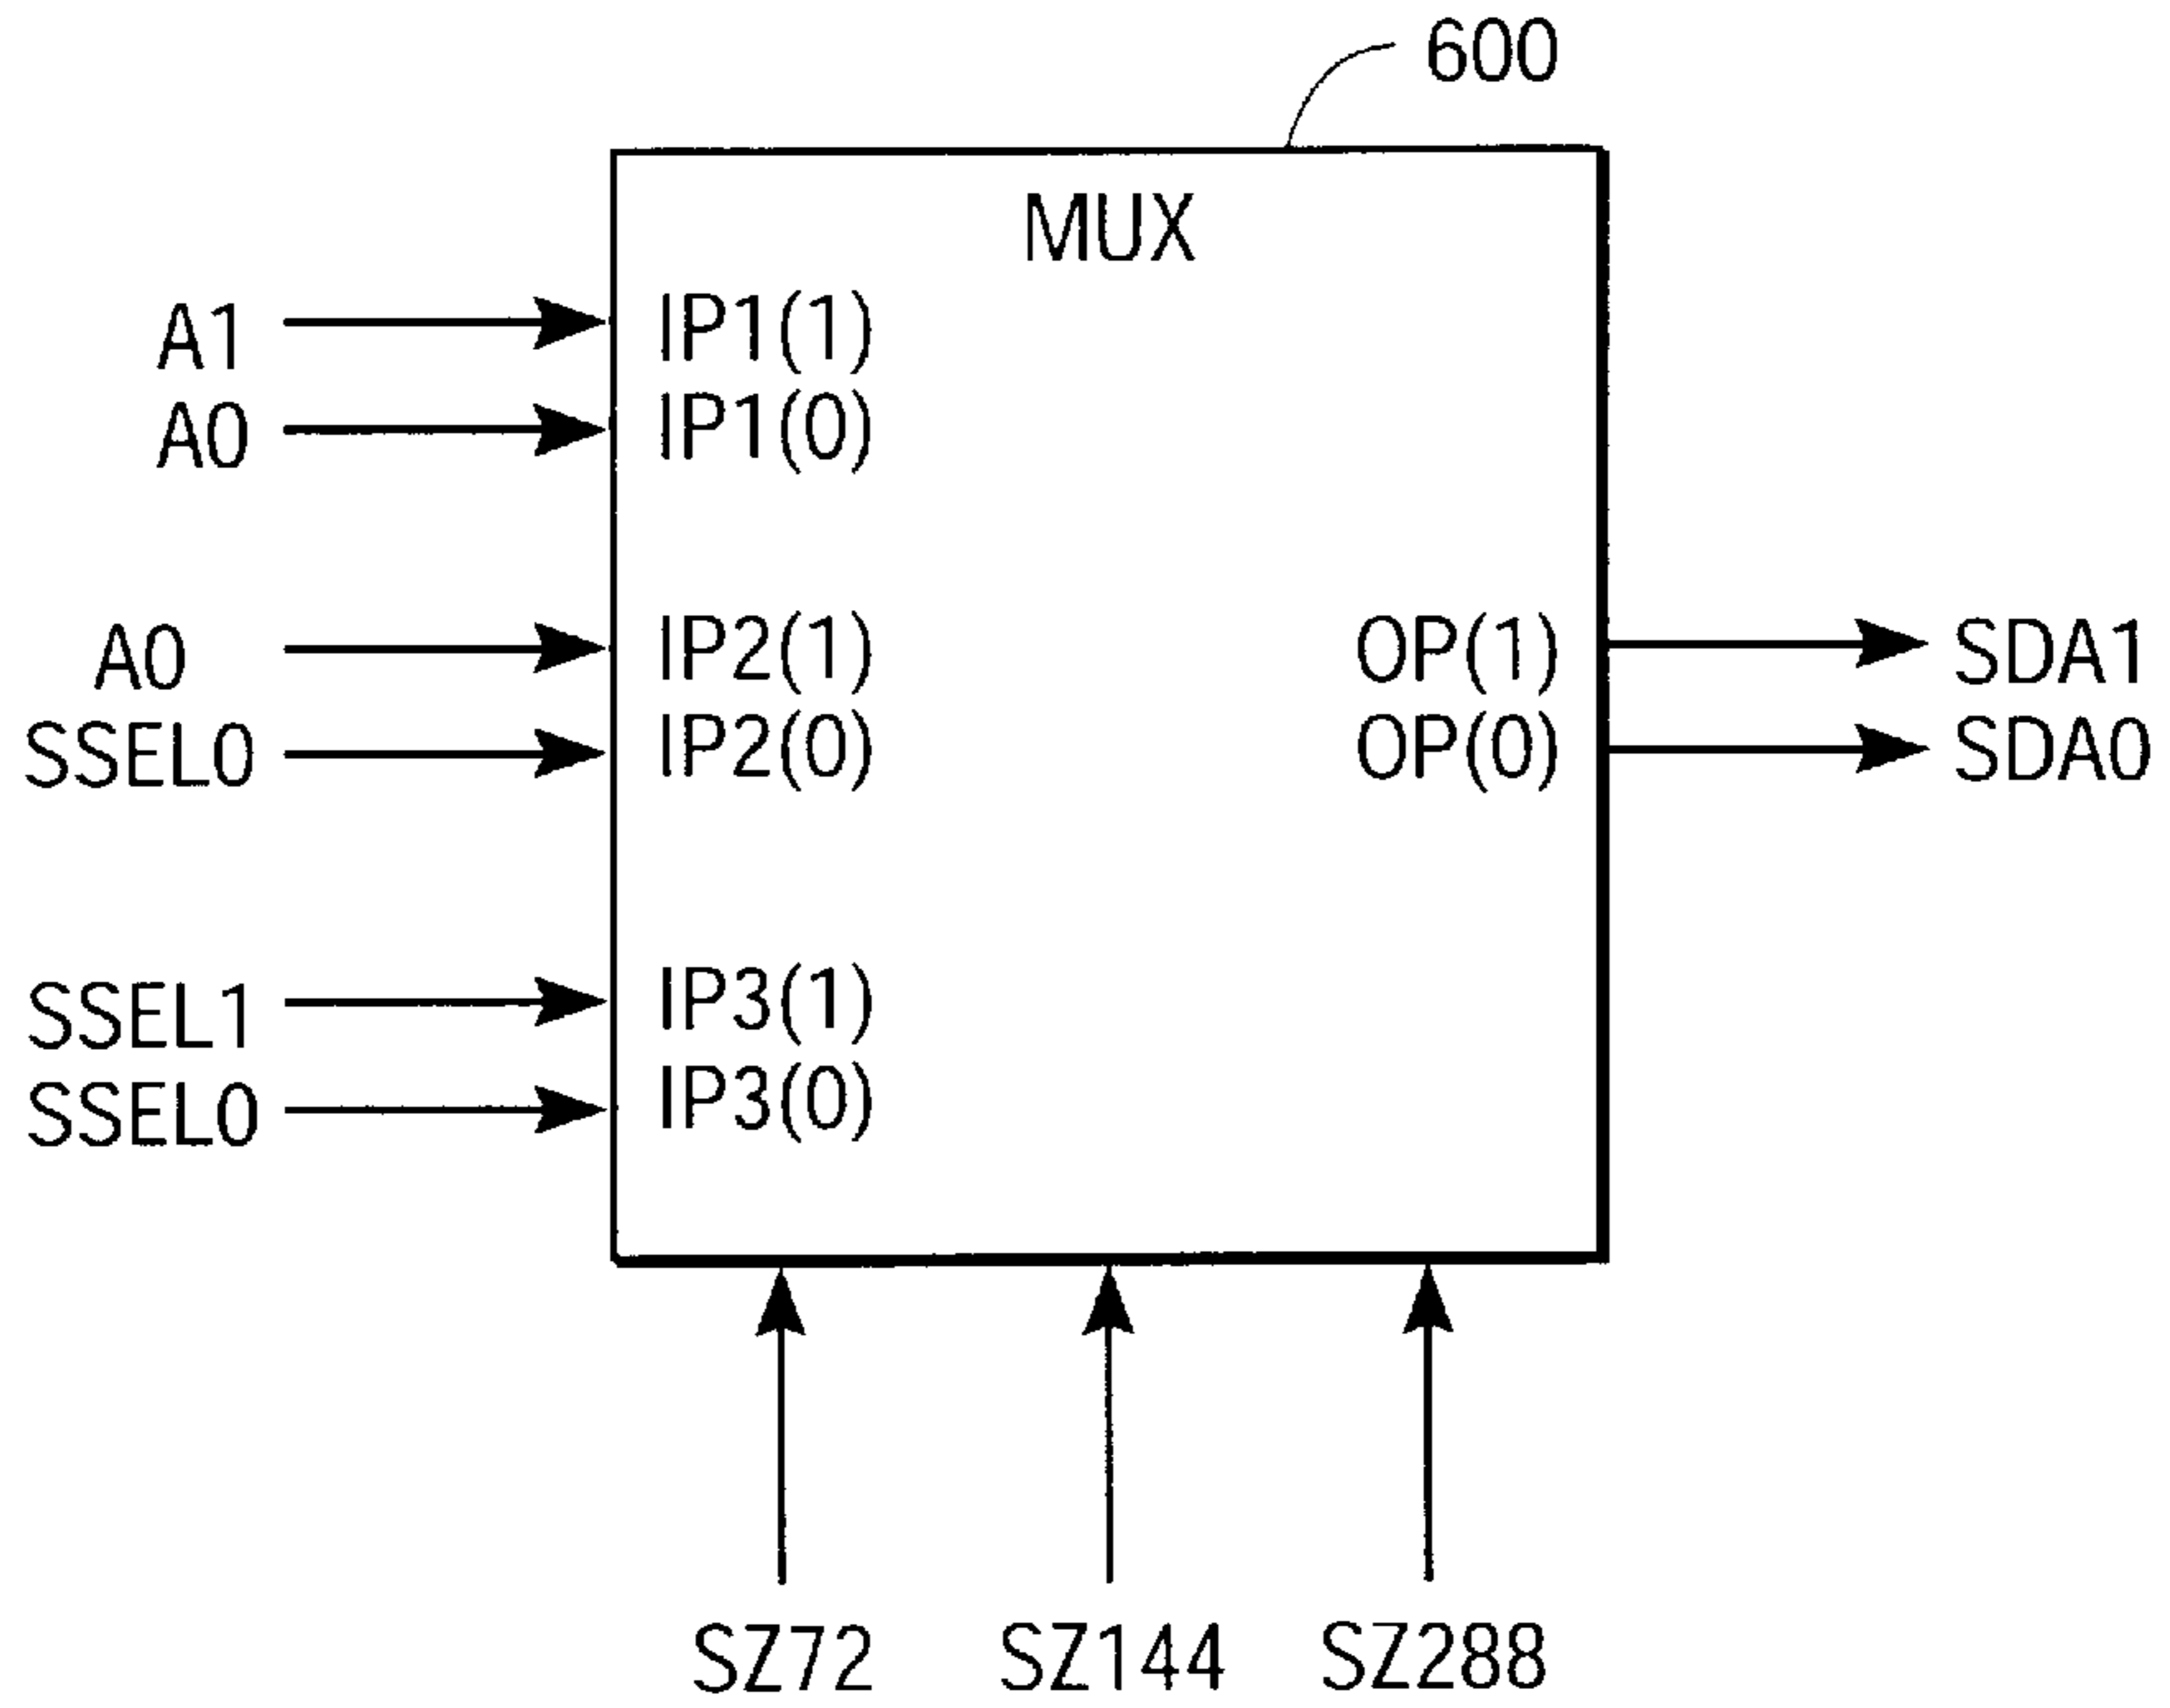 600
MUX
A1 IP1(1)
A0 IP1(0)
A0 IP2(1) OP(1) SDA1
SSEL0 IP2(0) OP(0) SDA0
SSEL1 IP3(1)
SSEL0 IP3(0)
SZ72 SZ144 SZ288